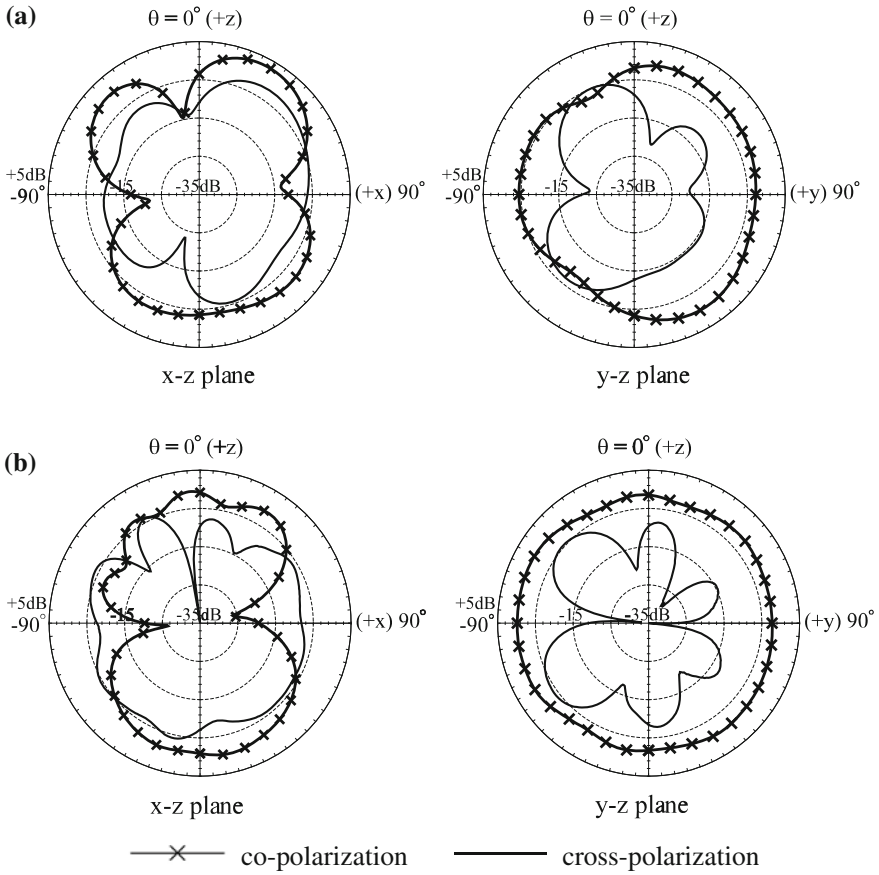 (a)
θ = 0° (+z)
θ = 0° (+z)
+5dB
-90°
-15
-35dB
(+x) 90°
+5dB
-90°
-15
-35dB
(+y) 90°
x-z plane
y-z plane
(b)
θ = 0° (+z)
θ = 0° (+z)
+5dB
-90°
-15
-35dB
(+x) 90°
+5dB
-90°
-15
-35dB
(+y) 90°
x-z plane
y-z plane
co-polarization
cross-polarization